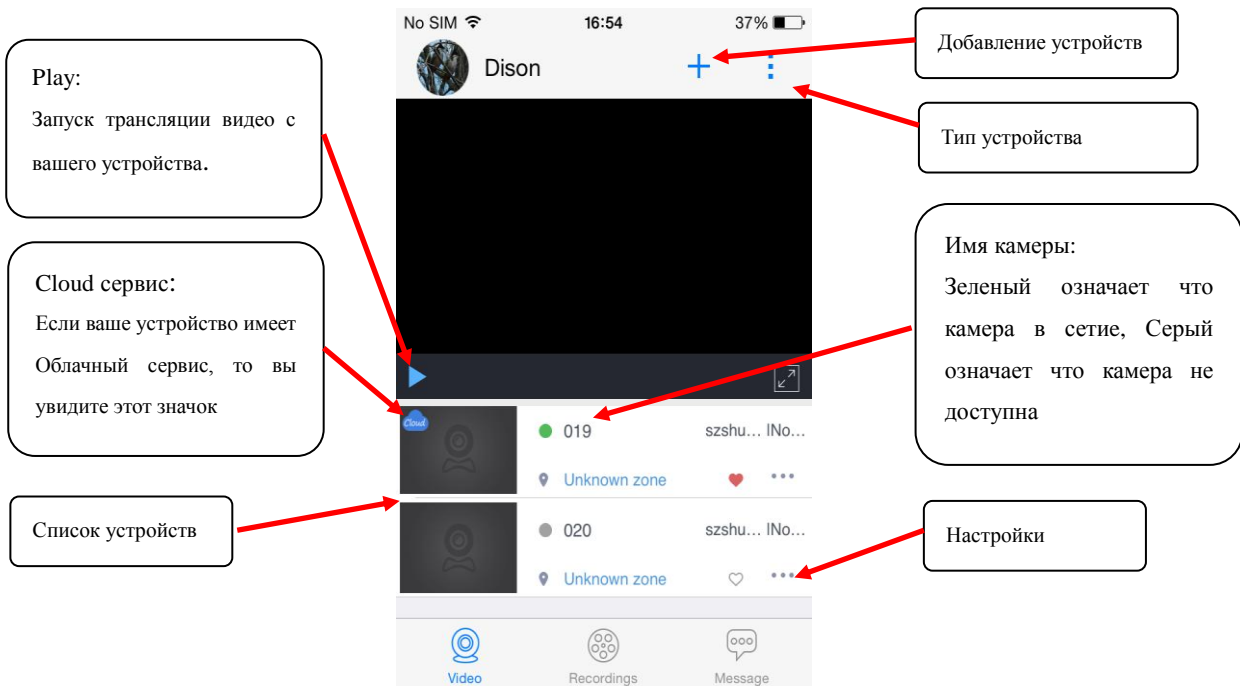 No SIM 16:54 37%
Dison
Добавление устройств
Тип устройства
Play:
Запуск трансляции видео с
вашего устройства.
Cloud сервис:
Если ваше устройство имеет
Облачный сервис, то вы
увидите этот значок
Имя камеры:
Зеленый означает что
камера в сетие, Серый
означает что камера не
доступна
Cloud
019 szshu... INo...
Unknown zone
Список устройств
020 szshu... INo...
Unknown zone
Настройки
Video Recordings Message